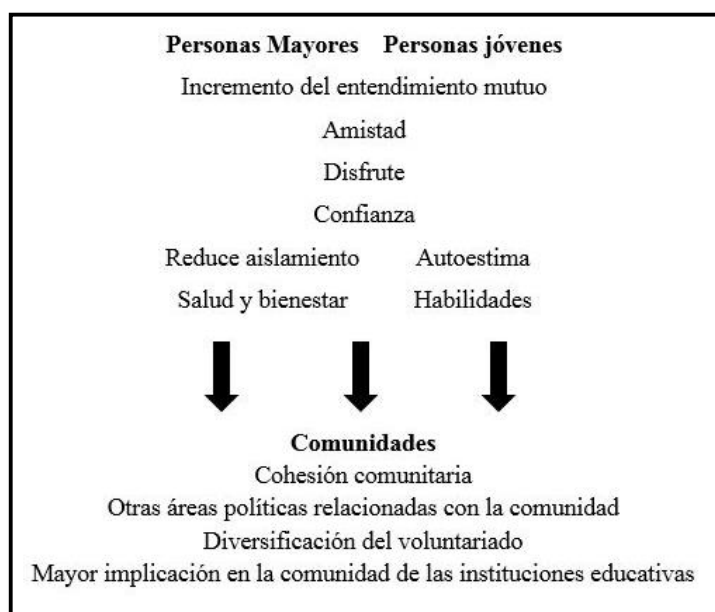 Personas Mayores Personas jóvenes
Incremento del entendimiento mutuo
Amistad
Disfrute
Confianza
Reduce aislamiento Autoestima
Salud y bienestar Habilidades
Comunidades
Cohesión comunitaria
Otras áreas políticas relacionadas con la comunidad
Diversificación del voluntariado
Mayor implicación en la comunidad de las instituciones educativas